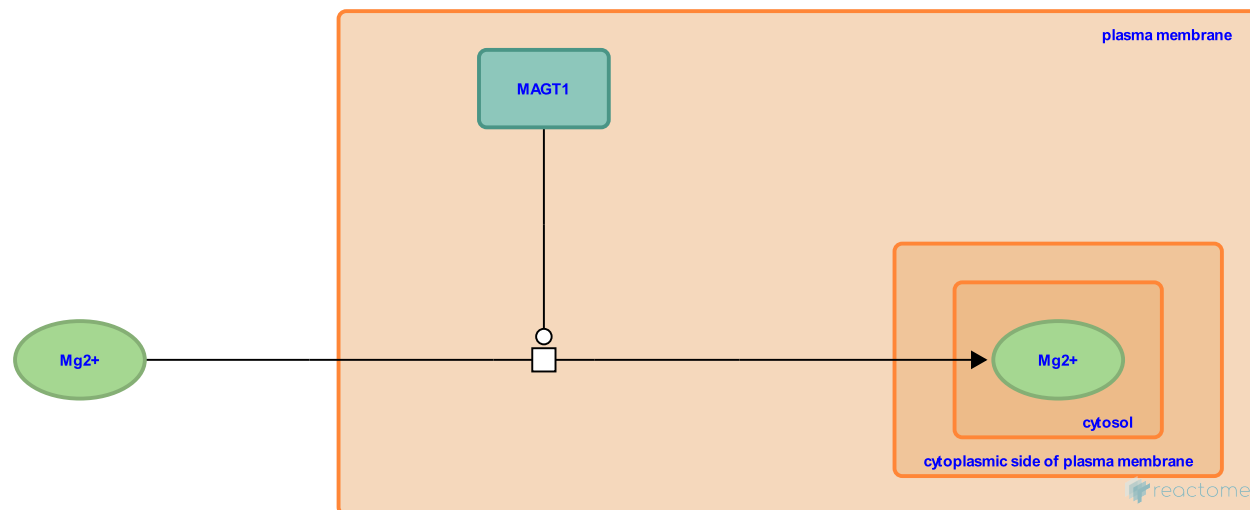 plasma membrane
MAGT1
Mg2+
Mg2+
cytosol
cytoplasmic side of plasma membrane
reactome